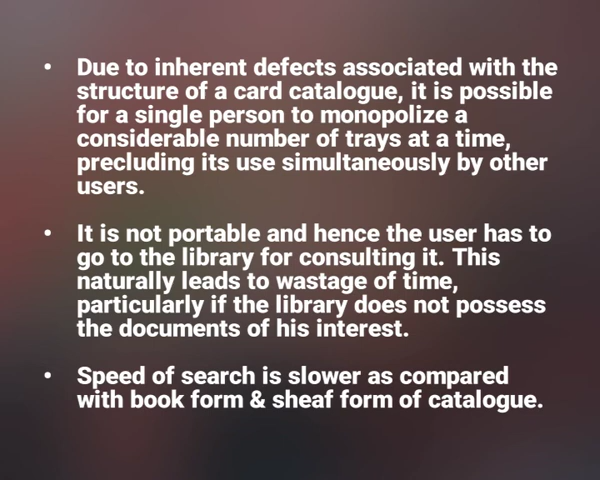 • Due to inherent defects associated with the
structure of a card catalogue, it is possible
for a single person to monopolize a
considerable number of trays at a time,
precluding its use simultaneously by other
users.
• It is not portable and hence the user has to
go to the library for consulting it. This
naturally leads to wastage of time,
particularly if the library does not possess
the documents of his interest.
• Speed of search is slower as compared
with book form & sheaf form of catalogue.